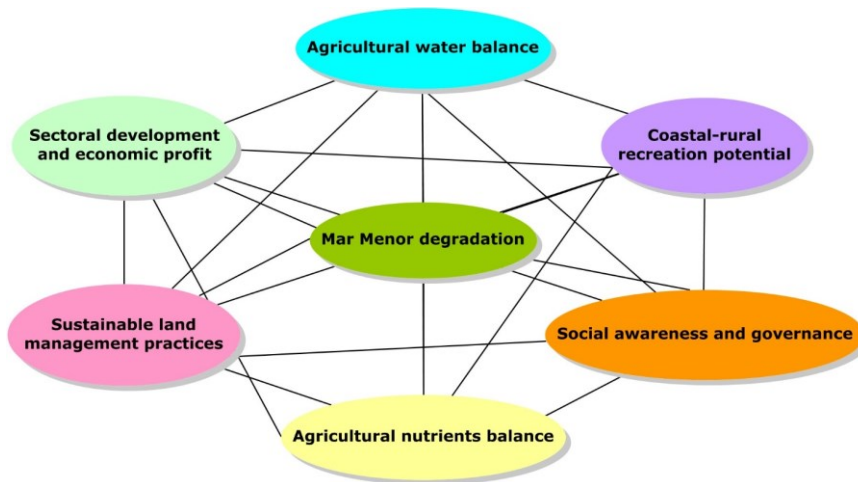 Agricultural water balance
Sectoral development
and economic profit
Coastal-rural
recreation potential
Mar Menor degradation
Sustainable land
management practices
Social awareness and governance
Agricultural nutrients balance